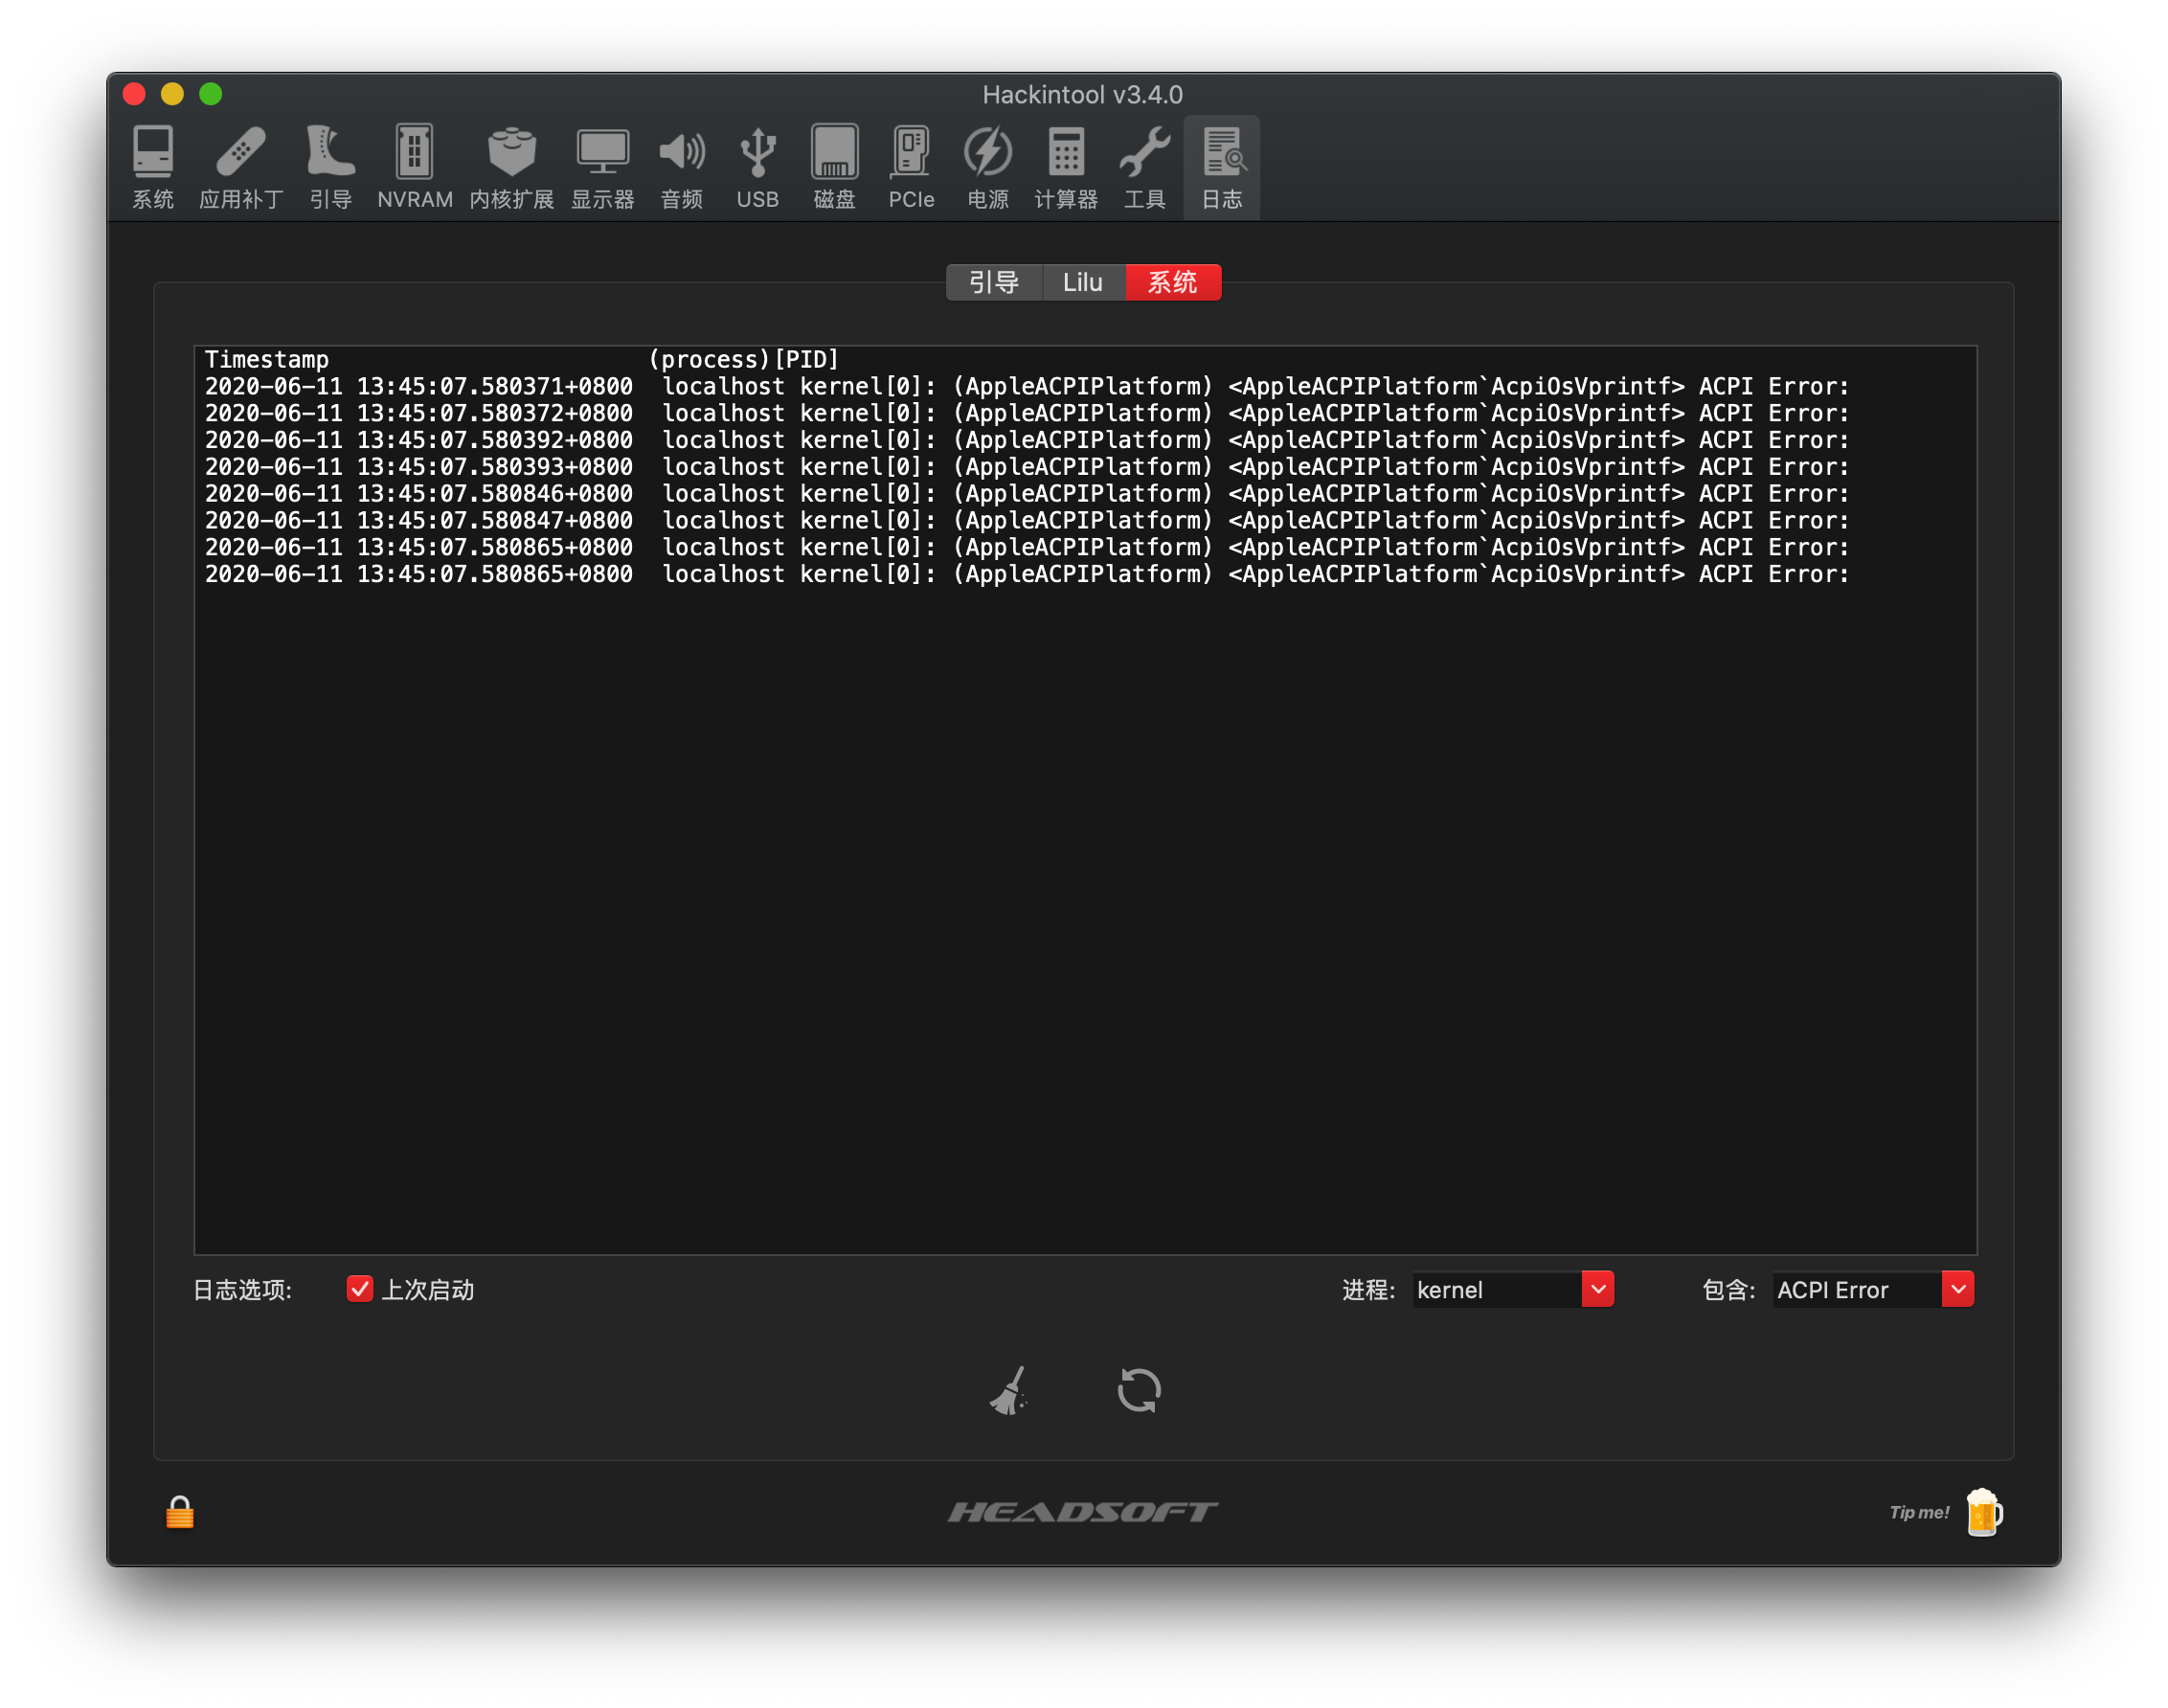 Hackintool v3.4.0
系统 应用补丁 引导 NVRAM 内核扩展 显示器 音频 USB 磁盘 PCIe 电源 计算器 工具 日志
引导 Lilu 系统
Timestamp (process)[PID]
2020-06-11 13:45:07.580371+0800 localhost kernel[0]: (AppleACPIPlatform) <AppleACPIPlatform`AcpiOsVprintf> ACPI Error:
2020-06-11 13:45:07.580372+0800 localhost kernel[0]: (AppleACPIPlatform) <AppleACPIPlatform`AcpiOsVprintf> ACPI Error:
2020-06-11 13:45:07.580392+0800 localhost kernel[0]: (AppleACPIPlatform) <AppleACPIPlatform`AcpiOsVprintf> ACPI Error:
2020-06-11 13:45:07.580393+0800 localhost kernel[0]: (AppleACPIPlatform) <AppleACPIPlatform`AcpiOsVprintf> ACPI Error:
2020-06-11 13:45:07.580846+0800 localhost kernel[0]: (AppleACPIPlatform) <AppleACPIPlatform`AcpiOsVprintf> ACPI Error:
2020-06-11 13:45:07.580847+0800 localhost kernel[0]: (AppleACPIPlatform) <AppleACPIPlatform`AcpiOsVprintf> ACPI Error:
2020-06-11 13:45:07.580865+0800 localhost kernel[0]: (AppleACPIPlatform) <AppleACPIPlatform`AcpiOsVprintf> ACPI Error:
2020-06-11 13:45:07.580865+0800 localhost kernel[0]: (AppleACPIPlatform) <AppleACPIPlatform`AcpiOsVprintf> ACPI Error:
日志选项: 上次启动 进程: kernel 包含: ACPI Error
HEADSOFT Tip me!